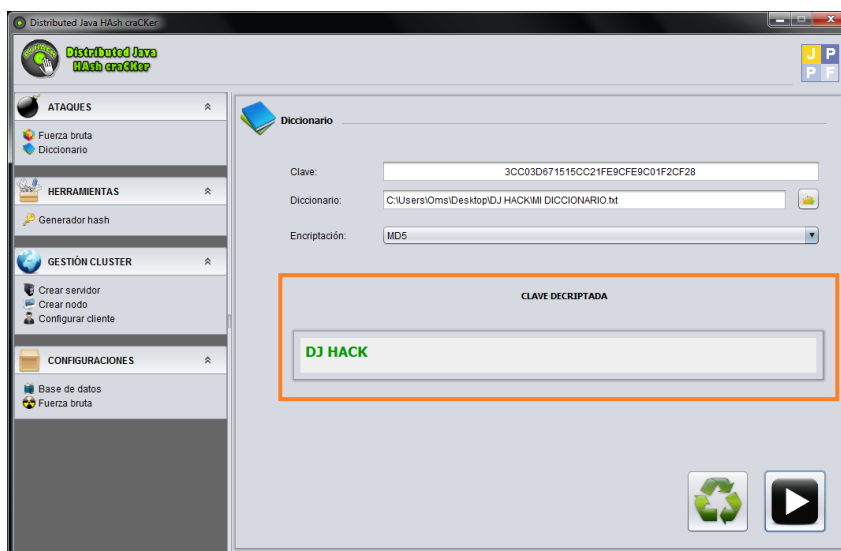 Distributed Java HAsh craCKer
Distributed Java
HAsh craCKer
J P
P F
ATAQUES
Fuerza bruta
Diccionario
HERRAMIENTAS
Generador hash
GESTIÓN CLUSTER
Crear servidor
Crear nodo
Configurar cliente
CONFIGURACIONES
Base de datos
Fuerza bruta
Diccionario
Clave: 3CC03D671515CC21FE9CFE9C01F2CF28
Diccionario: C:\Users\Oms\Desktop\DJ HACK\MI DICCIONARIO.txt
Encriptación: MD5
CLAVE DECRIPTADA
DJ HACK